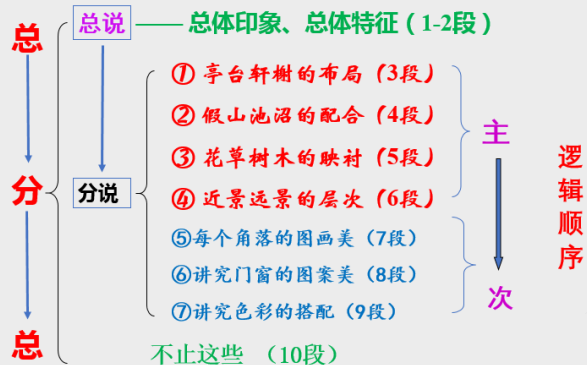 总
总说
总体印象、总体特征（1-2段）
①亭台轩榭的布局（3段）
②假山池沼的配合（4段）
③花草树木的映衬（5段）
④近景远景的层次（6段）
主
分
分说
⑤每个角落的图画美（7段）
⑥讲究门窗的图案美（8段）
⑦讲究色彩的搭配（9段）
次
逻辑顺序
总
不止这些 （10段）